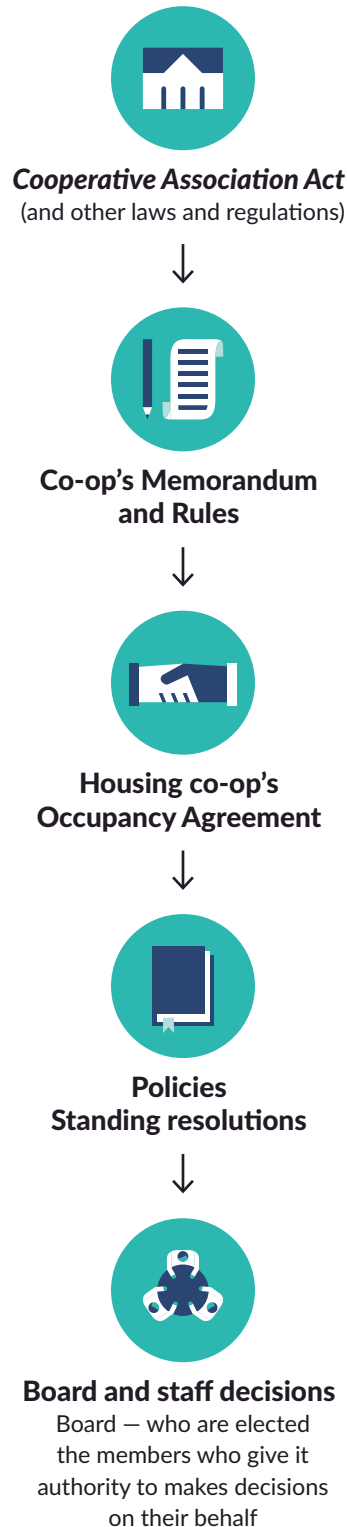 Cooperative Association Act
(and other laws and regulations)
Co-op’s Memorandum
and Rules
Housing co-op’s
Occupancy Agreement
Policies
Standing resolutions
Board and staff decisions
Board — who are elected
the members who give it
authority to makes decisions
on their behalf